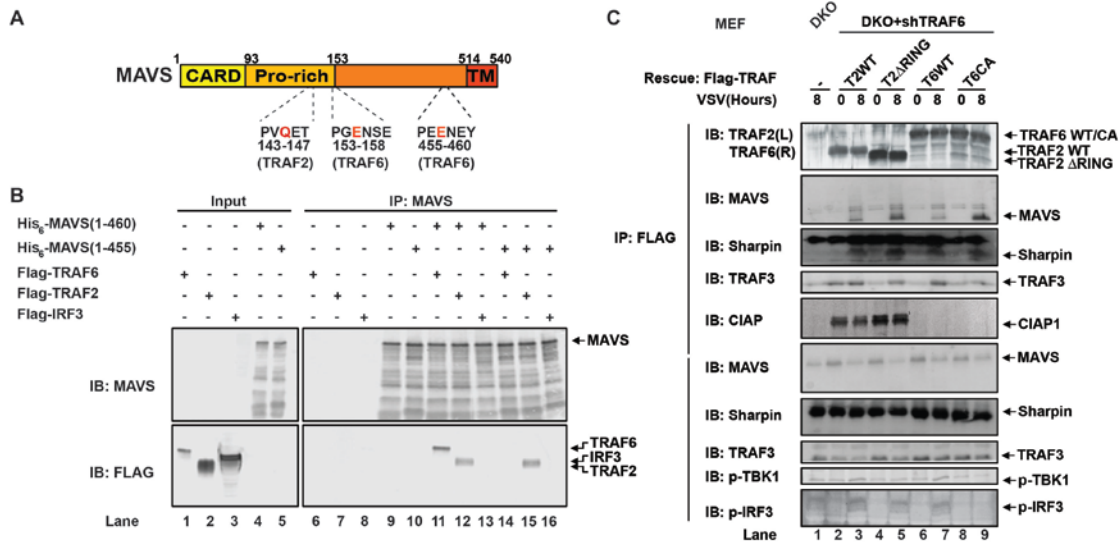 A
1 93 153 514 540
MAVS CARD Pro-rich TM
PVQET PGENSE PEENEY
143-147 153-158 455-460
(TRAF2) (TRAF6) (TRAF6)
B
Input IP: MAVS
His6-MAVS(1-460) - - - + - - - - + - + + + - - -
His6-MAVS(1-455) - - - - + - - - - + - - - + + +
Flag-TRAF6 + - - - - + - - - - + - - + - -
Flag-TRAF2 - + - - - - + - - - - + - - + -
Flag-IRF3 - - + - - - - + - - - - + - - +
IB: MAVS MAVS
IB: FLAG TRAF6
IRF3
TRAF2
Lane 1 2 3 4 5 6 7 8 9 10 11 12 13 14 15 16
C
MEF DKO DKO+shTRAF6
Rescue: Flag-TRAF - T2WT T2ΔRING T6WT T6CA
VSV(Hours) 8 0 8 0 8 0 8 0 8
IP: FLAG
IB: TRAF2(L) TRAF6 WT/CA
TRAF6(R) TRAF2 WT
TRAF2 ΔRING
IB: MAVS MAVS
IB: Sharpin Sharpin
IB: TRAF3 TRAF3
IB: CIAP CIAP1
IB: MAVS MAVS
IB: Sharpin Sharpin
IB: TRAF3 TRAF3
IB: p-TBK1 p-TBK1
IB: p-IRF3 p-IRF3
Lane 1 2 3 4 5 6 7 8 9